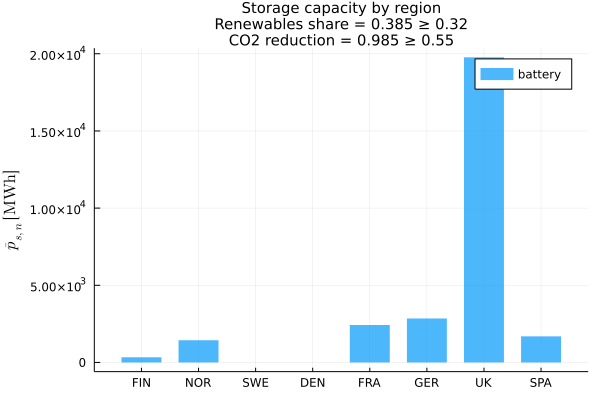 Storage capacity by region
Renewables share = 0.385 ≥ 0.32
CO2 reduction = 0.985 ≥ 0.55
2.00×10⁴
1.50×10⁴
1.00×10⁴
5.00×10³
0
p̄ₛ,ₙ [MWh]
battery
FIN NOR SWE DEN FRA GER UK SPA